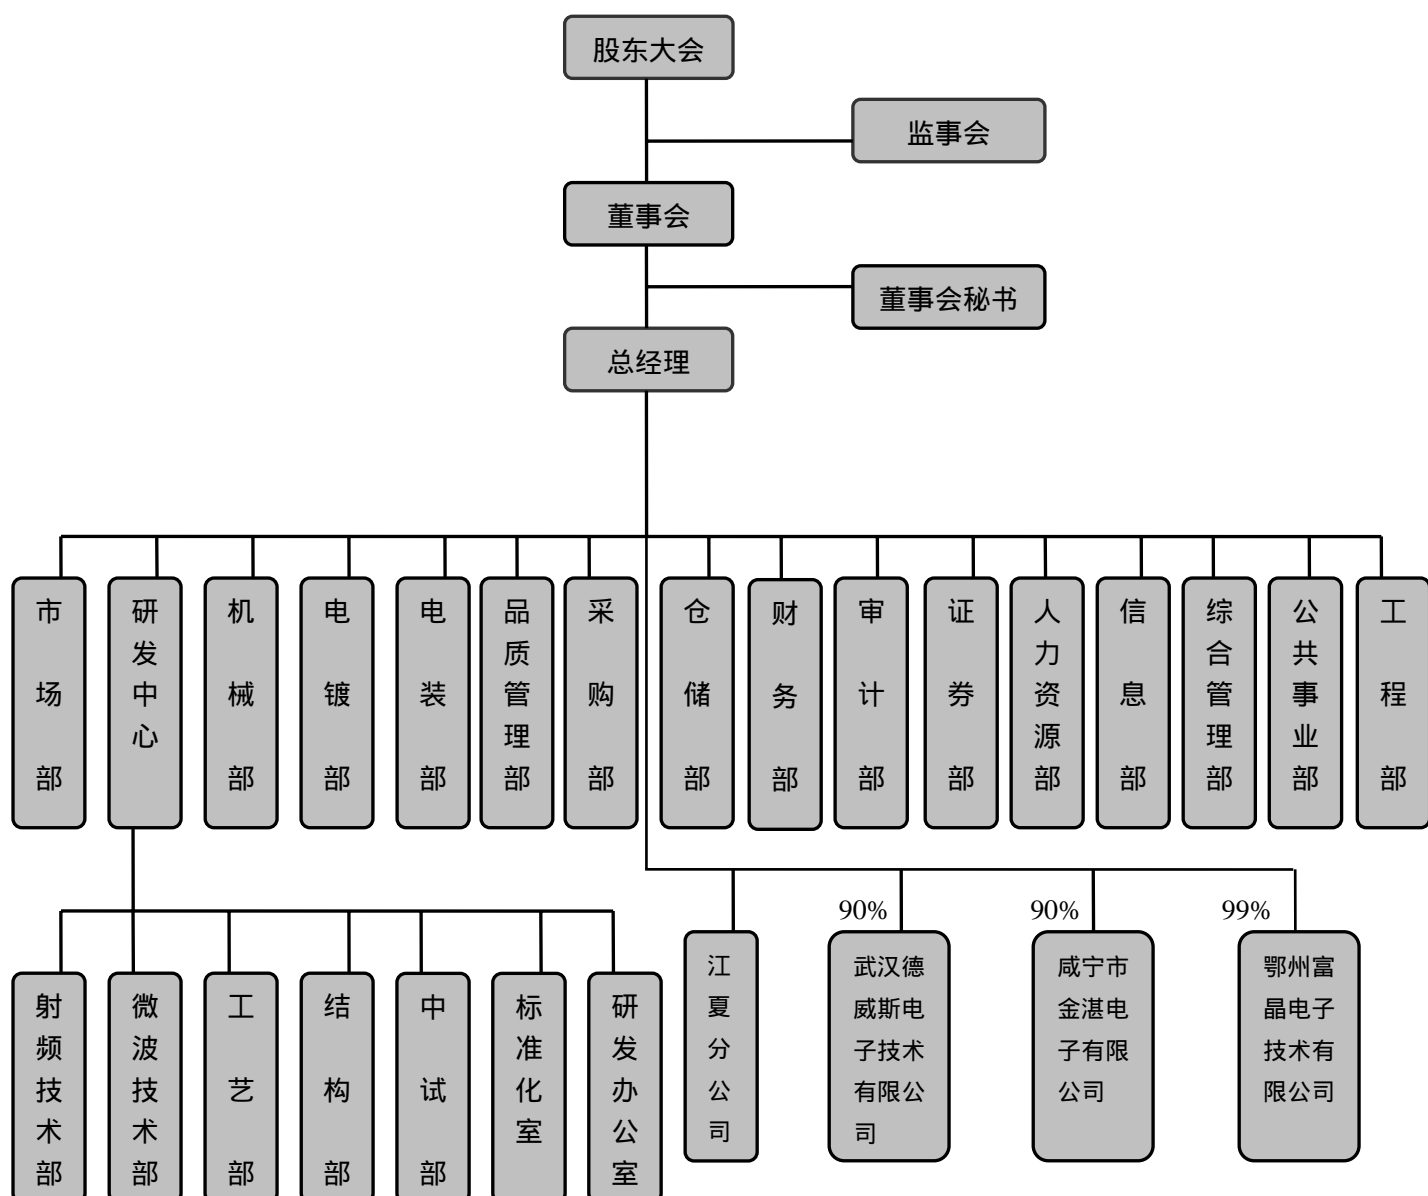 股东大会
监事会
董事会
董事会秘书
总经理
市场部
研发中心
机械部
电镀部
电装部
品质管理部
采购部
仓储部
财务部
审计部
证券部
人力资源部
信息部
综合管理部
公共事业部
工程部
90%
90%
99%
江夏分公司
武汉德
威斯电
子技术
有限公
司
咸宁市
金湛电
子有限
公司
鄂州富
晶电子
技术有
限公司
射频技术部
微波技术部
工艺部
结构部
中试部
标准化室
研发办公室